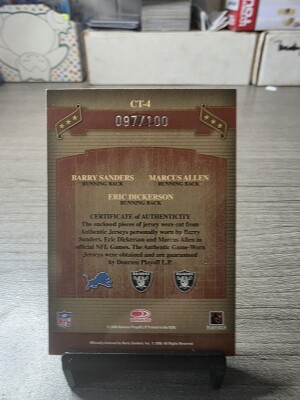 CT-4
097/100
BARRY SANDERS MARCUS ALLEN
RUNNING BACK RUNNING BACK
ERIC DICKERSON
RUNNING BACK
CERTIFICATE of AUTHENTICITY
The enclosed pieces of jersey were cut from
Authentic Jerseys personally worn by Barry
Sanders, Eric Dickerson and Marcus Allen in
official NFL Games. The Authentic Game-Worn
Jerseys were obtained and are guaranteed
by Donruss Playoff L.P.
RAIDERS RAIDERS